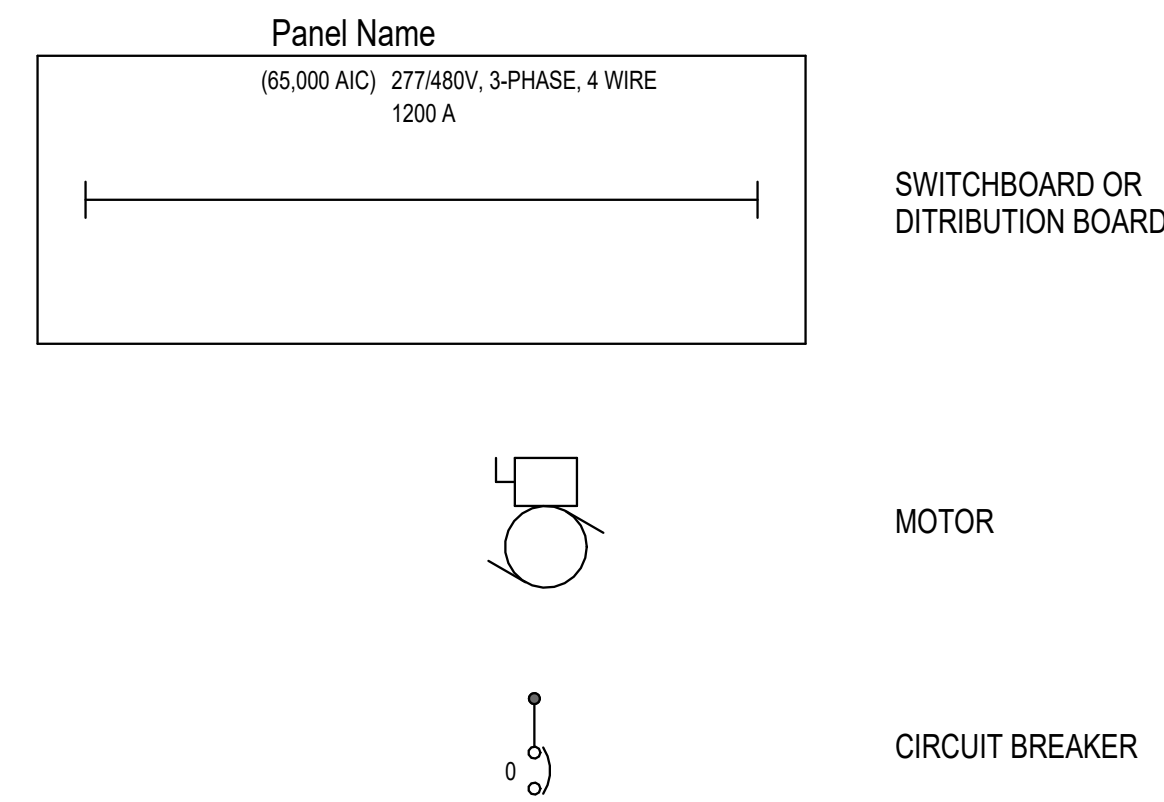 Panel Name
(65,000 AIC) 277/480V, 3-PHASE, 4 WIRE
1200 A
SWITCHBOARD OR
DITRIBUTION BOARD
MOTOR
0
CIRCUIT BREAKER